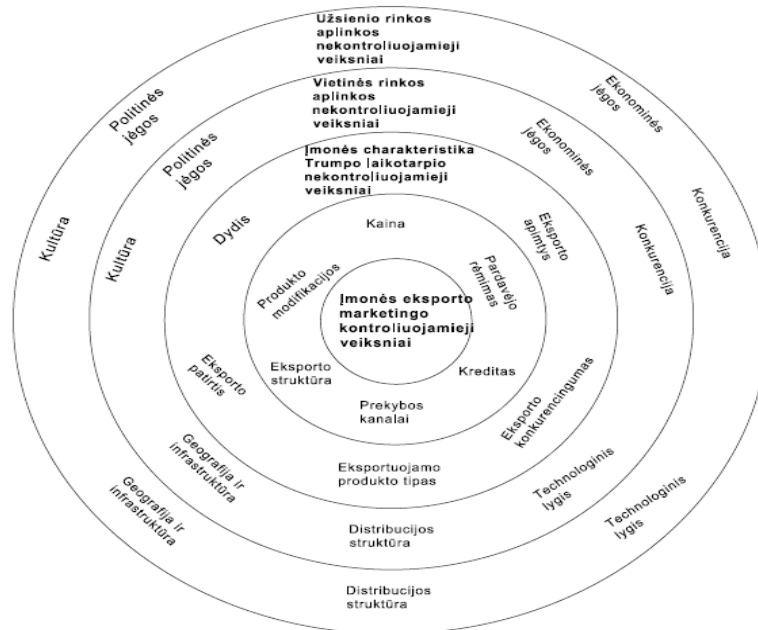 Užsienio rinkos
aplinkos
nekontroliuojamieji
veiksniai
Politinės
jėgos
Ekonominės
jėgos
Kultūra
Konkurencija
Geografija ir
infrastruktūra
Technologinis
lygis
Distribucijos
struktūra
Vietinės rinkos
aplinkos
nekontroliuojamieji
veiksniai
Politinės
jėgos
Ekonominės
jėgos
Kultūra
Konkurencija
Geografija ir
infrastruktūra
Technologinis
lygis
Distribucijos
struktūra
Įmonės charakteristika
Trumpo laikotarpio
nekontroliuojamieji
veiksniai
Dydis
Eksporto
apimtys
Eksporto
patirtis
Eksporto
konkurencingumas
Eksportuojamo
produkto tipas
Kaina
Produkto
modifikacijos
Pardavėjo
rėmimas
Eksporto
struktūra
Kreditas
Prekybos
kanalai
Įmonės eksporto
marketingo
kontroliuojamieji
veiksniai